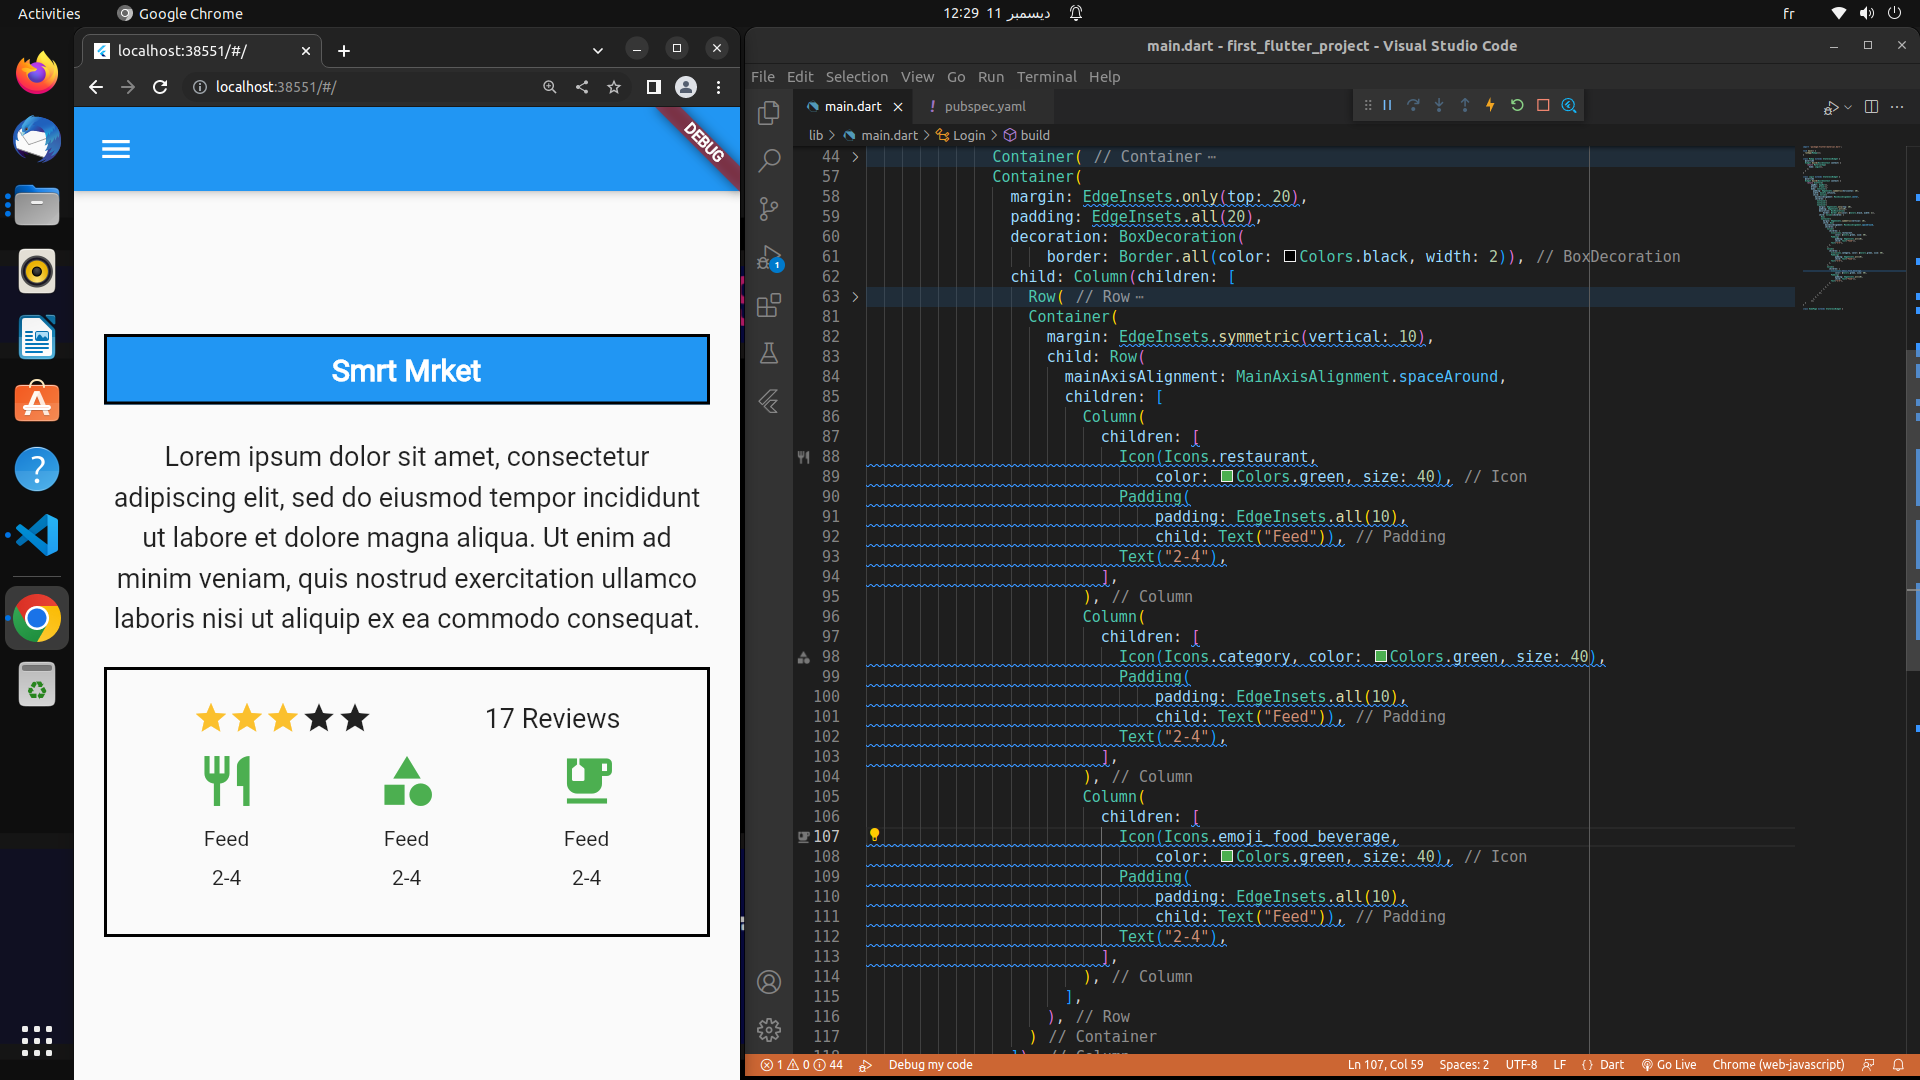 Activities
Google Chrome
12:29 11 ديسمبر
fr
localhost:38551/#/
localhost:38551/#/
DEBUG
Smrt Mrket
Lorem ipsum dolor sit amet, consectetur
adipiscing elit, sed do eiusmod tempor incididunt
ut labore et dolore magna aliqua. Ut enim ad
minim veniam, quis nostrud exercitation ullamco
laboris nisi ut aliquip ex ea commodo consequat.
17 Reviews
Feed Feed Feed
2-4 2-4 2-4
main.dart - first_flutter_project - Visual Studio Code
File Edit Selection View Go Run Terminal Help
main.dart
! pubspec.yaml
lib > main.dart > Login > build
1
44 Container( // Container ⋯
57 Container(
58 margin: EdgeInsets.only(top: 20),
59 padding: EdgeInsets.all(20),
60 decoration: BoxDecoration(
61 border: Border.all(color: Colors.black, width: 2)), // BoxDecoration
62 child: Column(children: [
63 Row( // Row ⋯
81 Container(
82 margin: EdgeInsets.symmetric(vertical: 10),
83 child: Row(
84 mainAxisAlignment: MainAxisAlignment.spaceAround,
85 children: [
86 Column(
87 children: [
88 Icon(Icons.restaurant,
89 color: Colors.green, size: 40), // Icon
90 Padding(
91 padding: EdgeInsets.all(10),
92 child: Text("Feed")), // Padding
93 Text("2-4"),
94 ],
95 ), // Column
96 Column(
97 children: [
98 Icon(Icons.category, color: Colors.green, size: 40),
99 Padding(
100 padding: EdgeInsets.all(10),
101 child: Text("Feed")), // Padding
102 Text("2-4"),
103 ],
104 ), // Column
105 Column(
106 children: [
107 Icon(Icons.emoji_food_beverage,
108 color: Colors.green, size: 40), // Icon
109 Padding(
110 padding: EdgeInsets.all(10),
111 child: Text("Feed")), // Padding
112 Text("2-4"),
113 ],
114 ), // Column
115 ],
116 ), // Row
117 ) // Container
1 0 44 Debug my code Ln 107, Col 59 Spaces: 2 UTF-8 LF { } Dart Go Live Chrome (web-javascript)